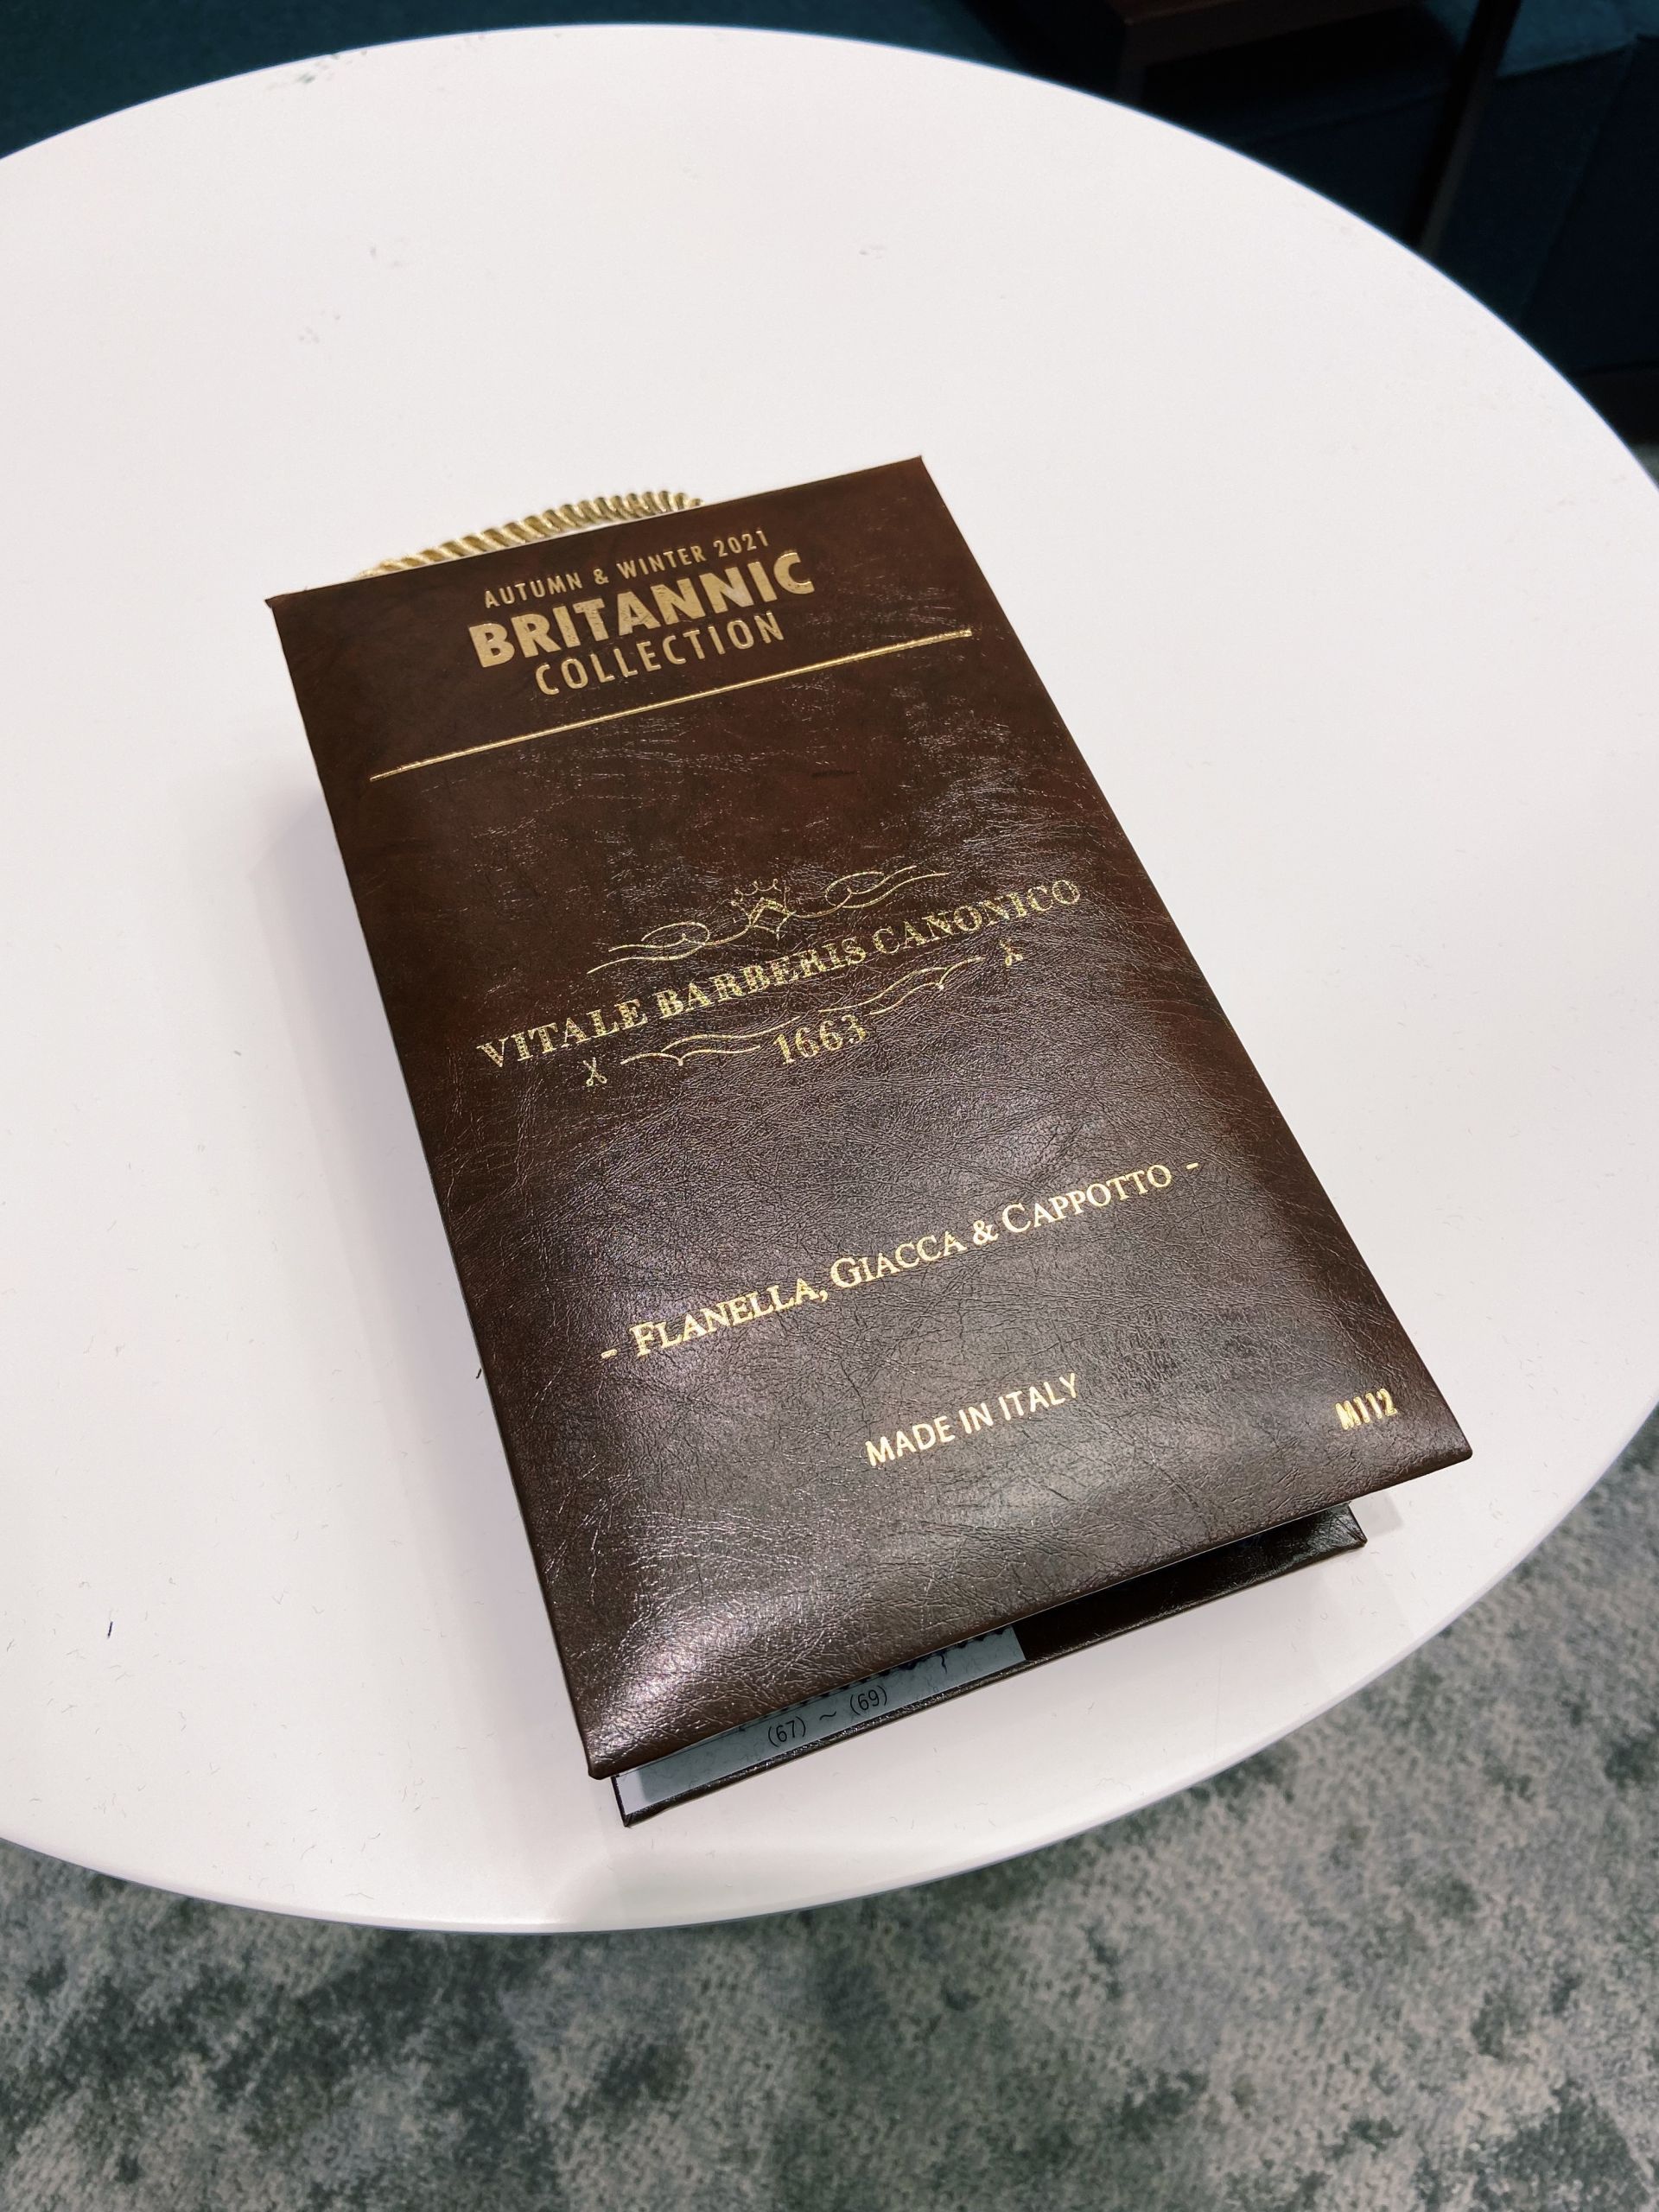 AUTUMN & WINTER 2021
BRITANNIC
COLLECTION
VITALE BARBERIS CANONICO
1663
- FLANELLA, GIACCA & CAPPOTTO -
MADE IN ITALY
M112
(67) ~ (69)